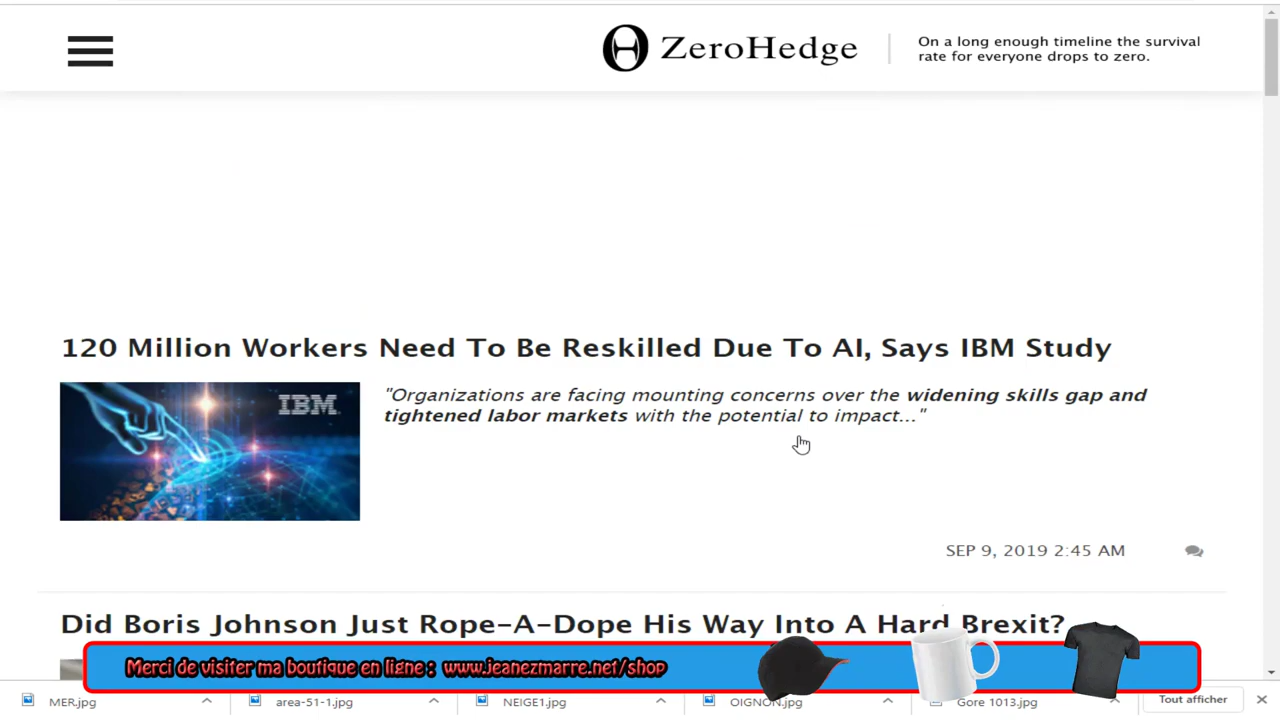 ZeroHedge
On a long enough timeline the survival
rate for everyone drops to zero.
120 Million Workers Need To Be Reskilled Due To AI, Says IBM Study
IBM
"Organizations are facing mounting concerns over the widening skills gap and
tightened labor markets with the potential to impact..."
SEP 9, 2019 2:45 AM
Did Boris Johnson Just Rope-A-Dope His Way Into A Hard Brexit?
Merci de visiter ma boutique en ligne : www.jeanezmarre.net/shop
MER.jpg
area-51-1.jpg
NEIGE1.jpg
OIGNON.jpg
Gore 1013.jpg
Tout afficher